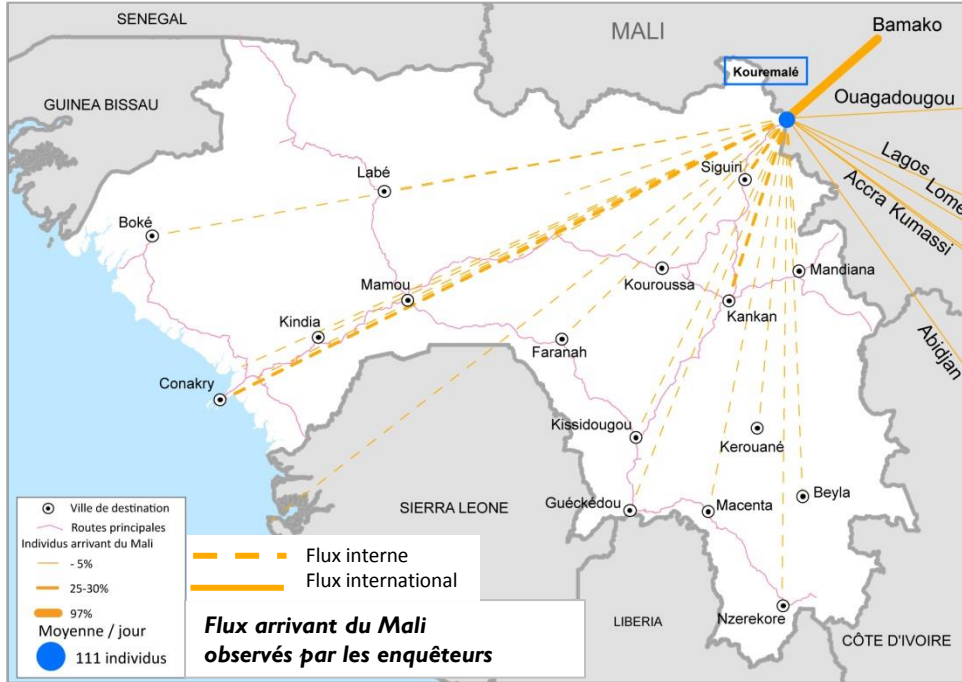 SENEGAL
MALI
Bamako
Kouremalé
GUINEA BISSAU
Ouagadougou
Lagos
Lome
Accra Kumassi
Labé
Siguiri
Boké
Mamou
Kouroussa
Mandiana
Kankan
Kindia
Faranah
Abidjan
Conakry
Kissidougou
Kerouané
Beyla
Guéckédou
Macenta
SIERRA LEONE
Nzerekore
LIBERIA
CÔTE D'IVOIRE
Ville de destination
Routes principales
Individus arrivant du Mali
- 5%
25-30%
97%
Moyenne / jour
111 individus
Flux interne
Flux international
Flux arrivant du Mali
observés par les enquêteurs